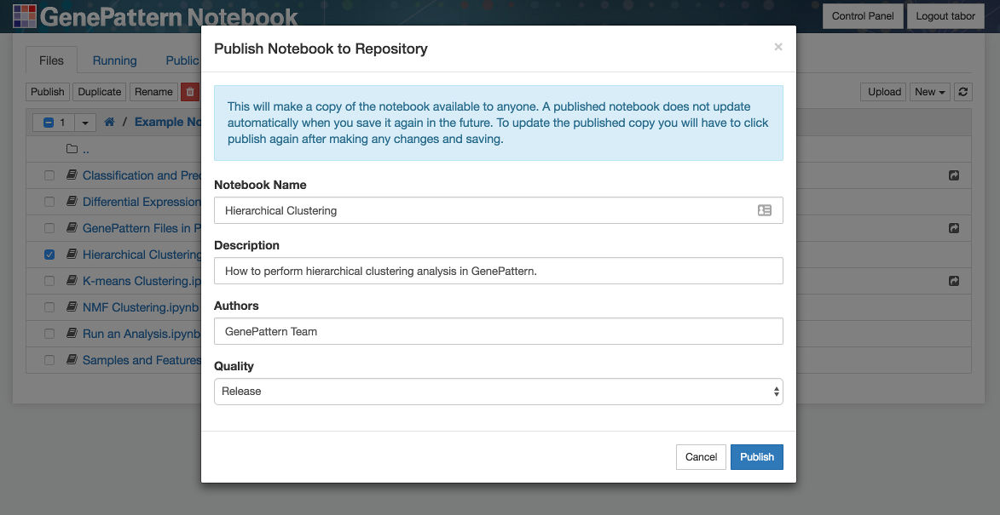 GenePattern Notebook
Control Panel
Logout tabor
Files
Running
Public
Publish
Duplicate
Rename
Upload
New
1
/
Example No
..
Classification and Pred
Differential Expression
GenePattern Files in P
Hierarchical Clustering
K-means Clustering.ip
NMF Clustering.ipynb
Run an Analysis.ipynb
Samples and Features
Publish Notebook to Repository
×
This will make a copy of the notebook available to anyone. A published notebook does not update
automatically when you save it again in the future. To update the published copy you will have to click
publish again after making any changes and saving.
Notebook Name
Hierarchical Clustering
Description
How to perform hierarchical clustering analysis in GenePattern.
Authors
GenePattern Team
Quality
Release
Cancel
Publish